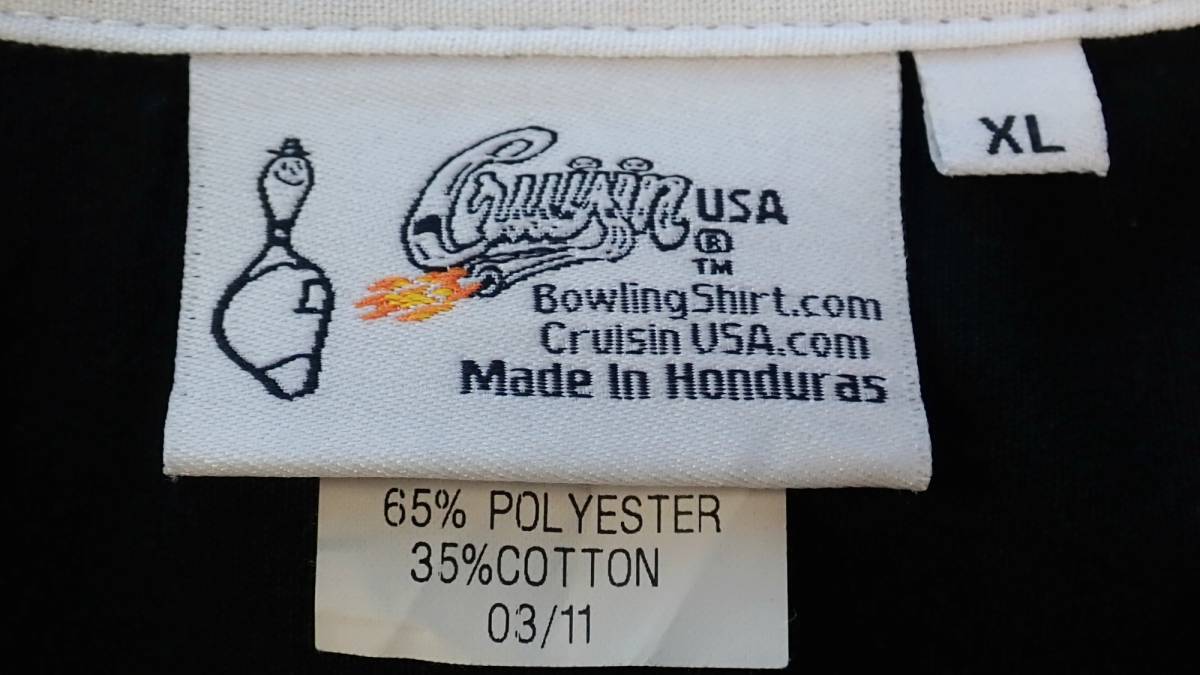 Cruisin USA
®
TM
BowlingShirt.com
Cruisin USA.com
Made In Honduras
XL
65% POLYESTER
35%COTTON
03/11